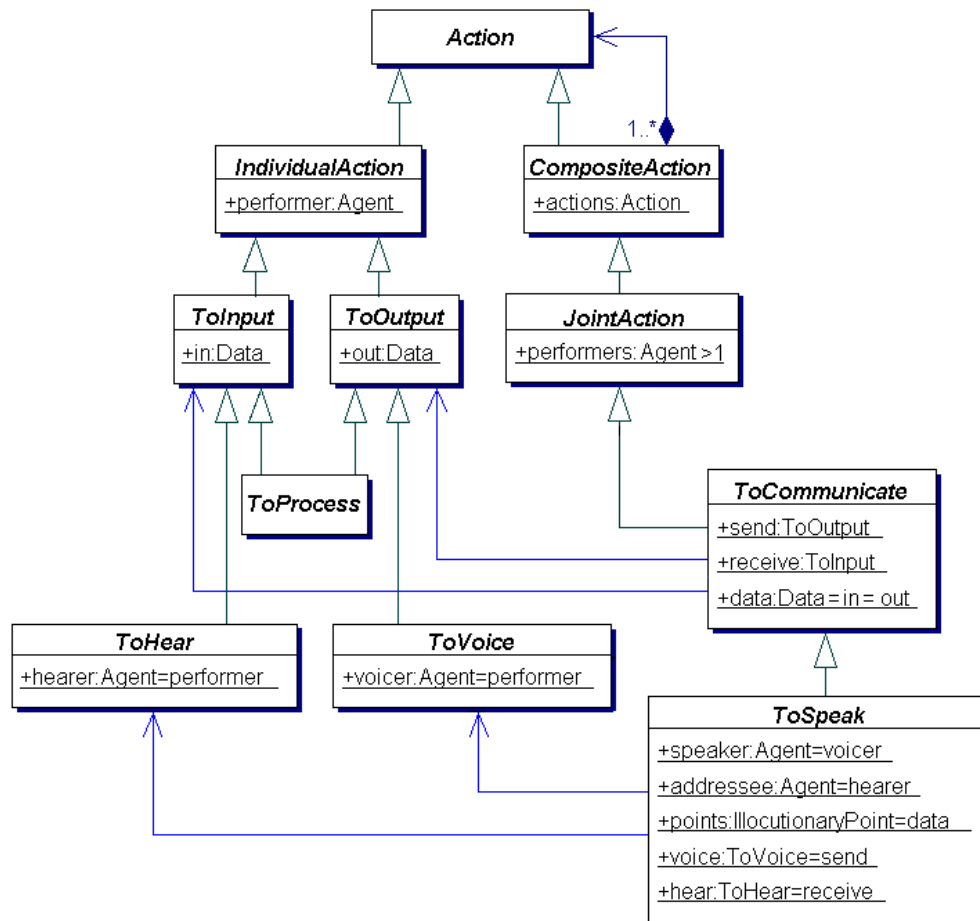 Action
1..*
IndividualAction
+performer:Agent
CompositeAction
+actions:Action
ToInput
+in:Data
ToOutput
+out:Data
JointAction
+performers:Agent>1
ToProcess
ToCommunicate
+send:ToOutput
+receive:ToInput
+data:Data=in=out
ToHear
+hearer:Agent=performer
ToVoice
+voicer:Agent=performer
ToSpeak
+speaker:Agent=voicer
+addressee:Agent=hearer
+points:IllocutionaryPoint=data
+voice:ToVoice=send
+hear:ToHear=receive